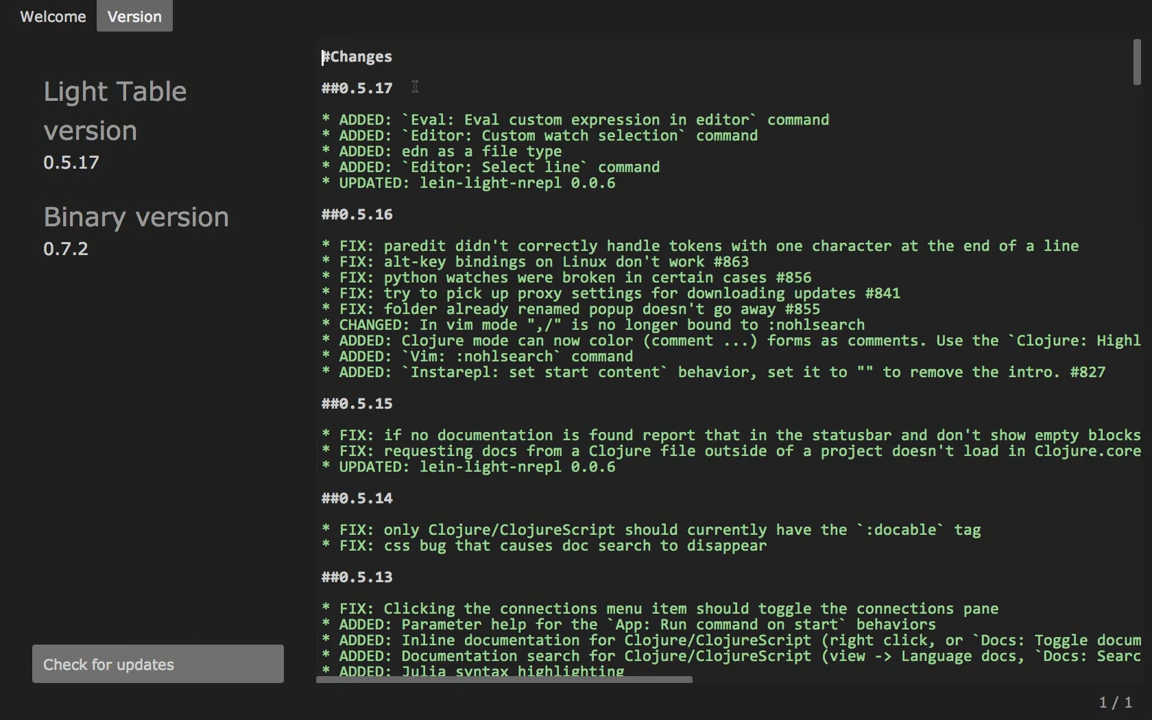 Welcome Version
Light Table
version
0.5.17
Binary version
0.7.2
Check for updates
#Changes
##0.5.17
* ADDED: `Eval: Eval custom expression in editor` command
* ADDED: `Editor: Custom watch selection` command
* ADDED: edn as a file type
* ADDED: `Editor: Select line` command
* UPDATED: lein-light-nrepl 0.0.6
##0.5.16
* FIX: paredit didn't correctly handle tokens with one character at the end of a line
* FIX: alt-key bindings on Linux don't work #863
* FIX: python watches were broken in certain cases #856
* FIX: try to pick up proxy settings for downloading updates #841
* FIX: folder already renamed popup doesn't go away #855
* CHANGED: In vim mode ",/" is no longer bound to :nohlsearch
* ADDED: Clojure mode can now color (comment ...) forms as comments. Use the `Clojure: Highl
* ADDED: `Vim: :nohlsearch` command
* ADDED: `Instarepl: set start content` behavior, set it to "" to remove the intro. #827
##0.5.15
* FIX: if no documentation is found report that in the statusbar and don't show empty blocks
* FIX: requesting docs from a Clojure file outside of a project doesn't load in Clojure.core
* UPDATED: lein-light-nrepl 0.0.6
##0.5.14
* FIX: only Clojure/ClojureScript should currently have the `:docable` tag
* FIX: css bug that causes doc search to disappear
##0.5.13
* FIX: Clicking the connections menu item should toggle the connections pane
* ADDED: Parameter help for the `App: Run command on start` behaviors
* ADDED: Inline documentation for Clojure/ClojureScript (right click, or `Docs: Toggle docum
* ADDED: Documentation search for Clojure/ClojureScript (view -> Language docs, `Docs: Searc
* ADDED: Julia syntax highlighting
1 / 1